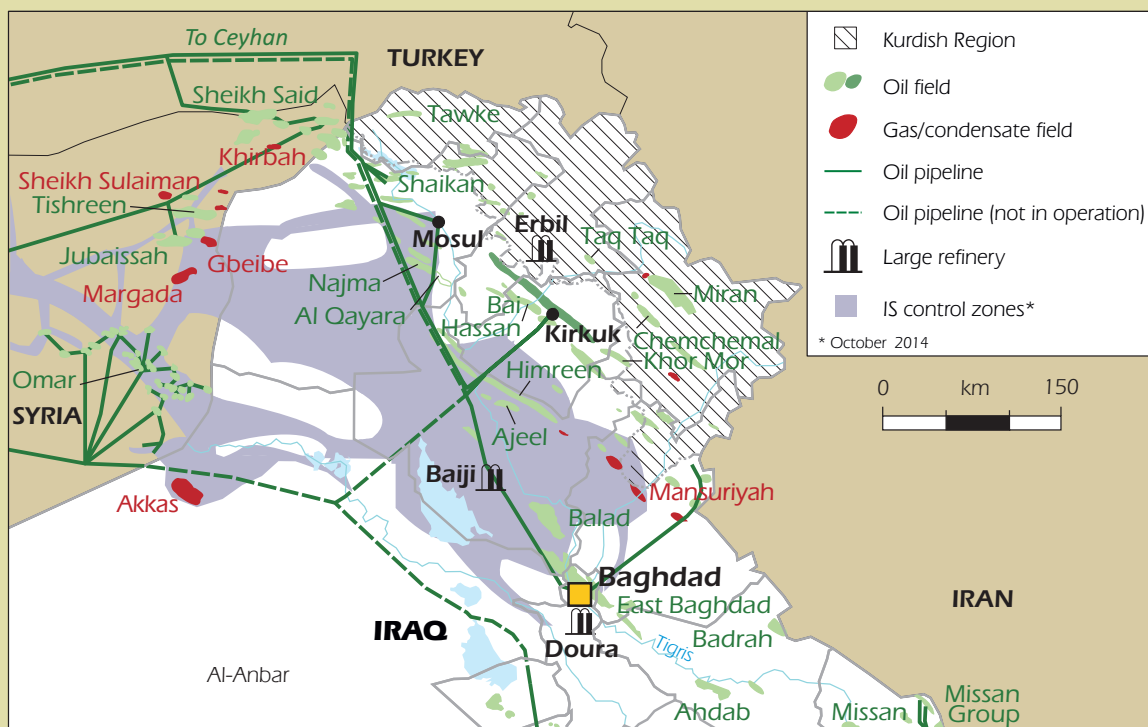 To Ceyhan
TURKEY
Sheikh Said
Tawke
Khirbah
Sheikh Sulaiman
Tishreen
Shaikan
Mosul
Erbil
Taq Taq
Jubaissah
Gbeibe
Najma
Margada
Al Qayara
Bai
Hassan
Miran
Kirkuk
Chemchemal
Khor Mor
Himreen
Omar
SYRIA
Ajeel
Baiji
Akkas
Mansuriyah
Balad
Baghdad
East Baghdad
IRAN
IRAQ
Doura
Tigris
Badrah
Al-Anbar
Ahdab
Missan
Missan
Group
Kurdish Region
Oil field
Gas/condensate field
Oil pipeline
Oil pipeline (not in operation)
Large refinery
IS control zones*
* October 2014
0 km 150